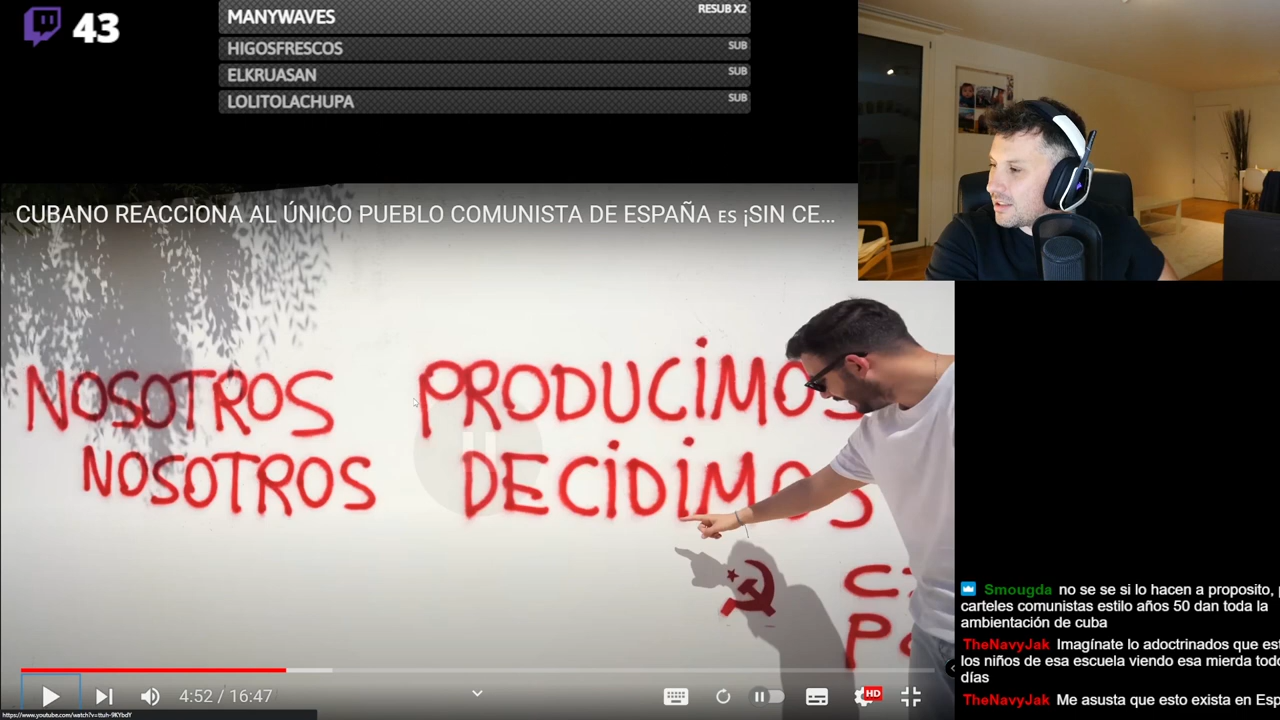 43
MANYWAVES RESUB X2
HIGOSFRESCOS SUB
ELKRUASAN SUB
LOLITOLACHUPA SUB
CUBANO REACCIONA AL ÚNICO PUEBLO COMUNISTA DE ESPAÑA ES ¡SIN CE...
NOSOTROS PRODUCIMOS
NOSOTROS DECIDIMOS
4:52 / 16:47
HD
Smougda no se se si lo hacen a proposito,
carteles comunistas estilo años 50 dan toda la
ambientación de cuba
TheNavyJak Imagínate lo adoctrinados que est
los niños de esa escuela viendo esa mierda todo
días
TheNavyJak Me asusta que esto exista en Esp